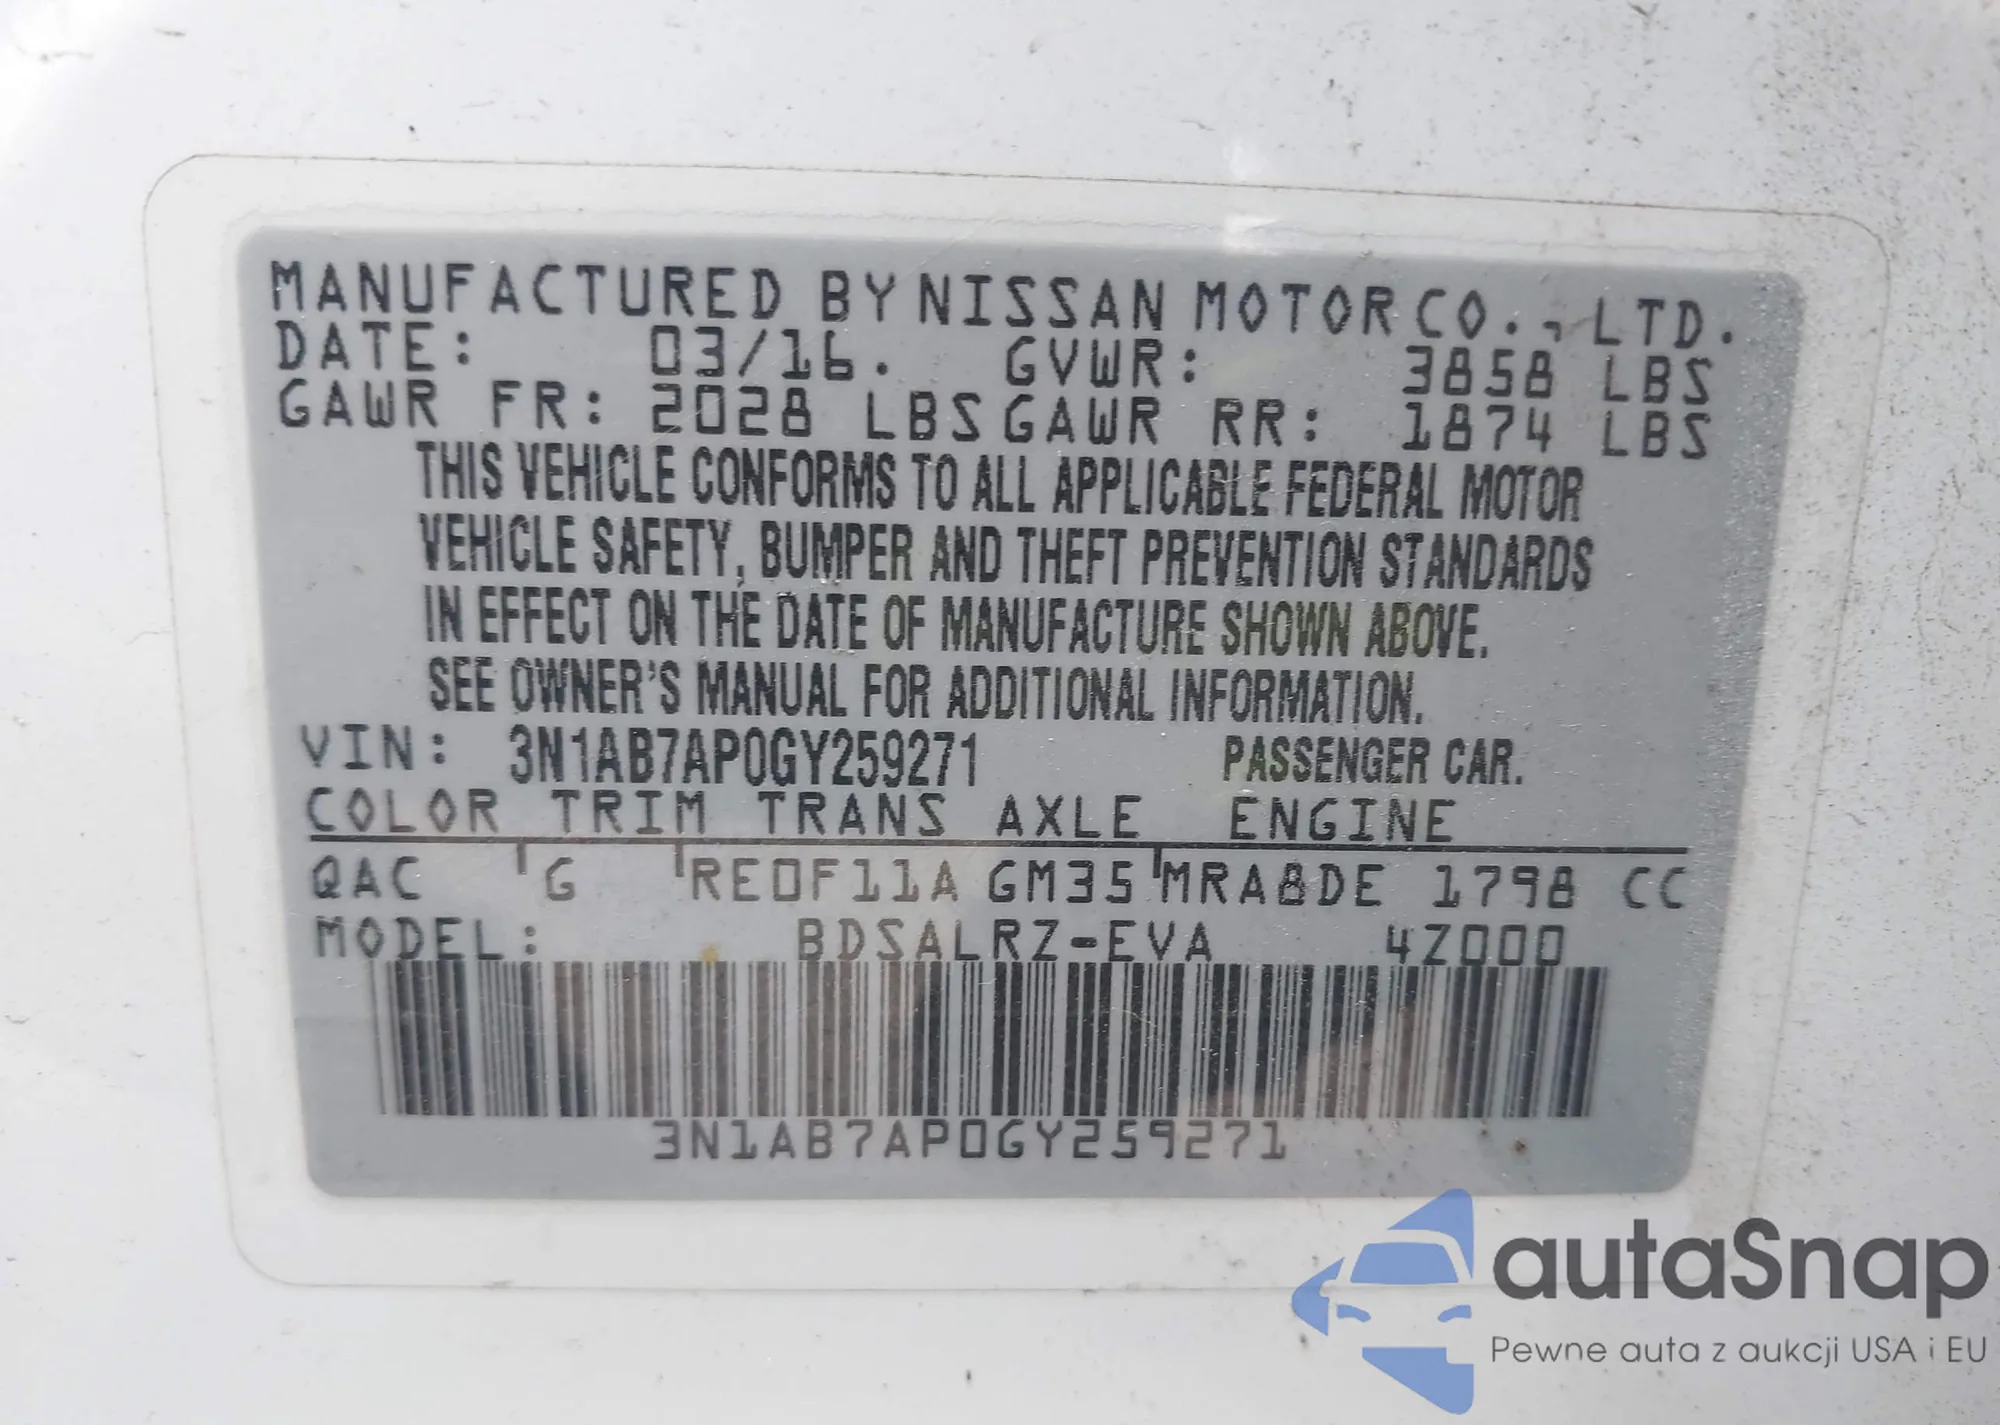 MANUFACTURED BY NISSAN MOTOR CO., LTD.
DATE: 03/16. GVWR: 3858 LBS
GAWR FR: 2028 LBS GAWR RR: 1874 LBS
THIS VEHICLE CONFORMS TO ALL APPLICABLE FEDERAL MOTOR
VEHICLE SAFETY, BUMPER AND THEFT PREVENTION STANDARDS
IN EFFECT ON THE DATE OF MANUFACTURE SHOWN ABOVE.
SEE OWNER'S MANUAL FOR ADDITIONAL INFORMATION.
VIN: 3N1AB7AP0GY259271 PASSENGER CAR.
COLOR TRIM TRANS AXLE ENGINE
QAC G RE0F11A GM35 MRA8DE 1798 CC
MODEL: BDSALRZ-EVA 4Z000
3N1AB7AP0GY259271
autaSnap
Pewne auta z aukcji USA i EU